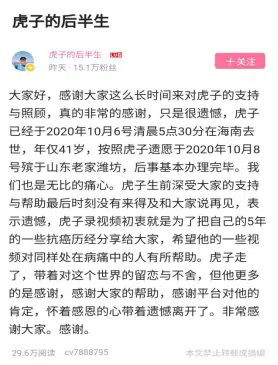 虎子的后半生
虎子的后半生 LV6
昨天 · 15.1万粉丝
+ 关注
大家好，感谢大家这么长时间来对虎子的支持
与照顾，真的非常的感谢，只是很遗憾，虎子
已经于2020年10月6号清晨5点30分在海南去
世，年仅41岁，按照虎子遗愿于2020年10月8
号殡于山东老家潍坊，后事基本办理完毕。我
们也是无比的痛心。虎子生前深受大家的支持
与帮助最后时刻没有来得及和大家说再见，表
示遗憾，虎子录视频初衷就是为了把自己的5年
的一些抗癌历经分享给大家，希望他的一些视
频对同样处在病痛中的人有所帮助。虎子走
了，带着对这个世界的留恋与不舍，但他更多
的是感谢，感谢大家的帮助，感谢平台对他的
肯定，怀着感恩的心带着遗憾离开了。非常感
谢大家。感谢。
29.6万阅读 cv7888795
本文禁止转载或摘编